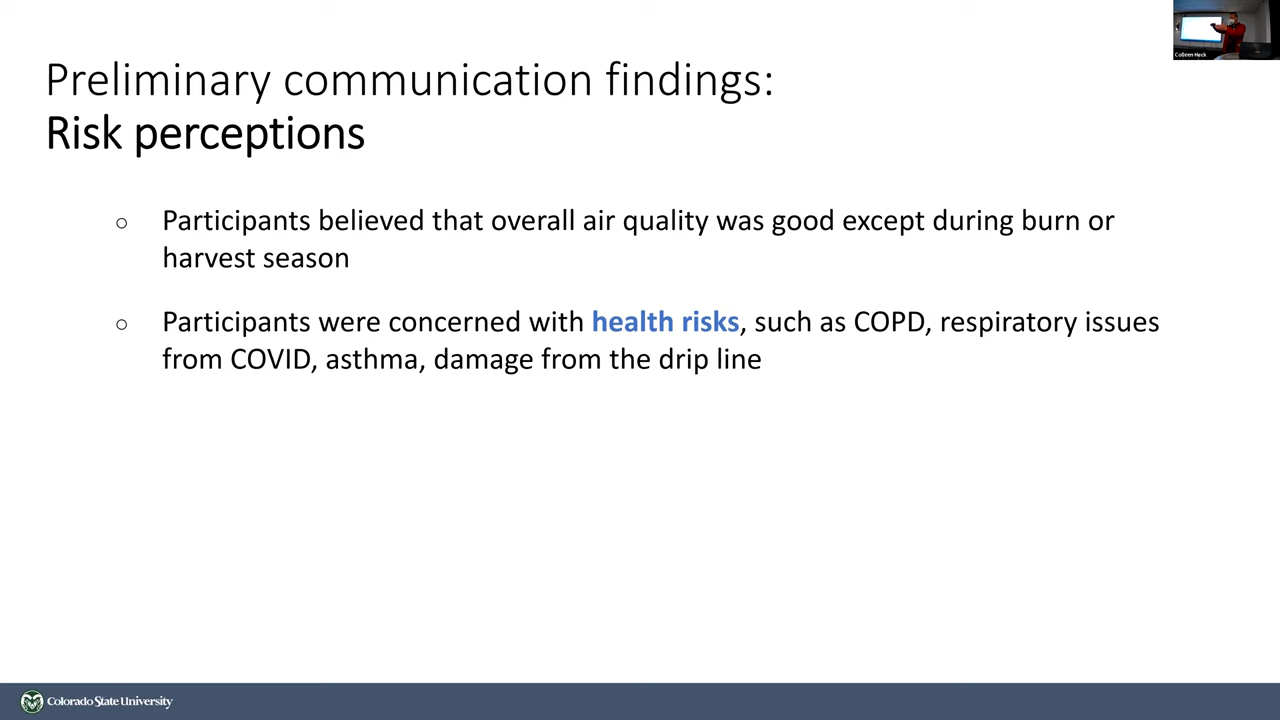 Colleen Heck
Preliminary communication findings:
Risk perceptions
○ Participants believed that overall air quality was good except during burn or
harvest season
○ Participants were concerned with health risks, such as COPD, respiratory issues
from COVID, asthma, damage from the drip line
Colorado State University